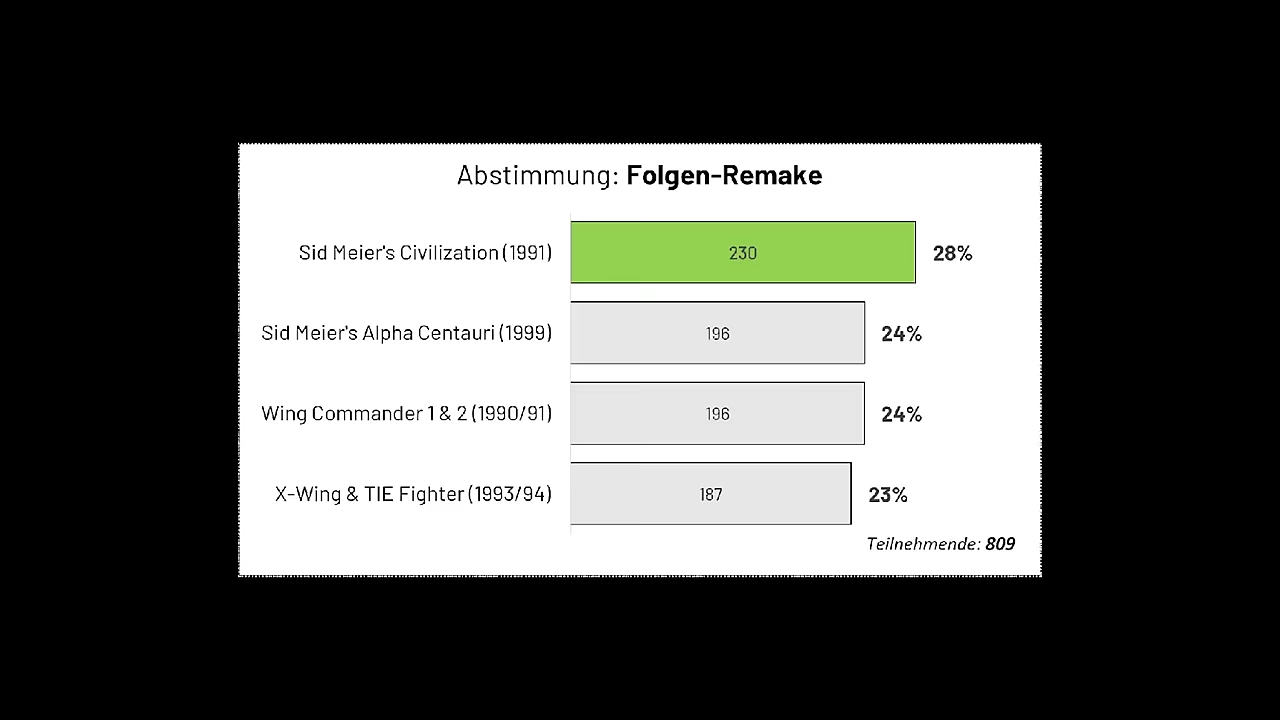 Abstimmung: Folgen-Remake
Sid Meier's Civilization (1991) 230 28%
Sid Meier's Alpha Centauri (1999) 196 24%
Wing Commander 1 & 2 (1990/91) 196 24%
X-Wing & TIE Fighter (1993/94) 187 23%
Teilnehmende: 809